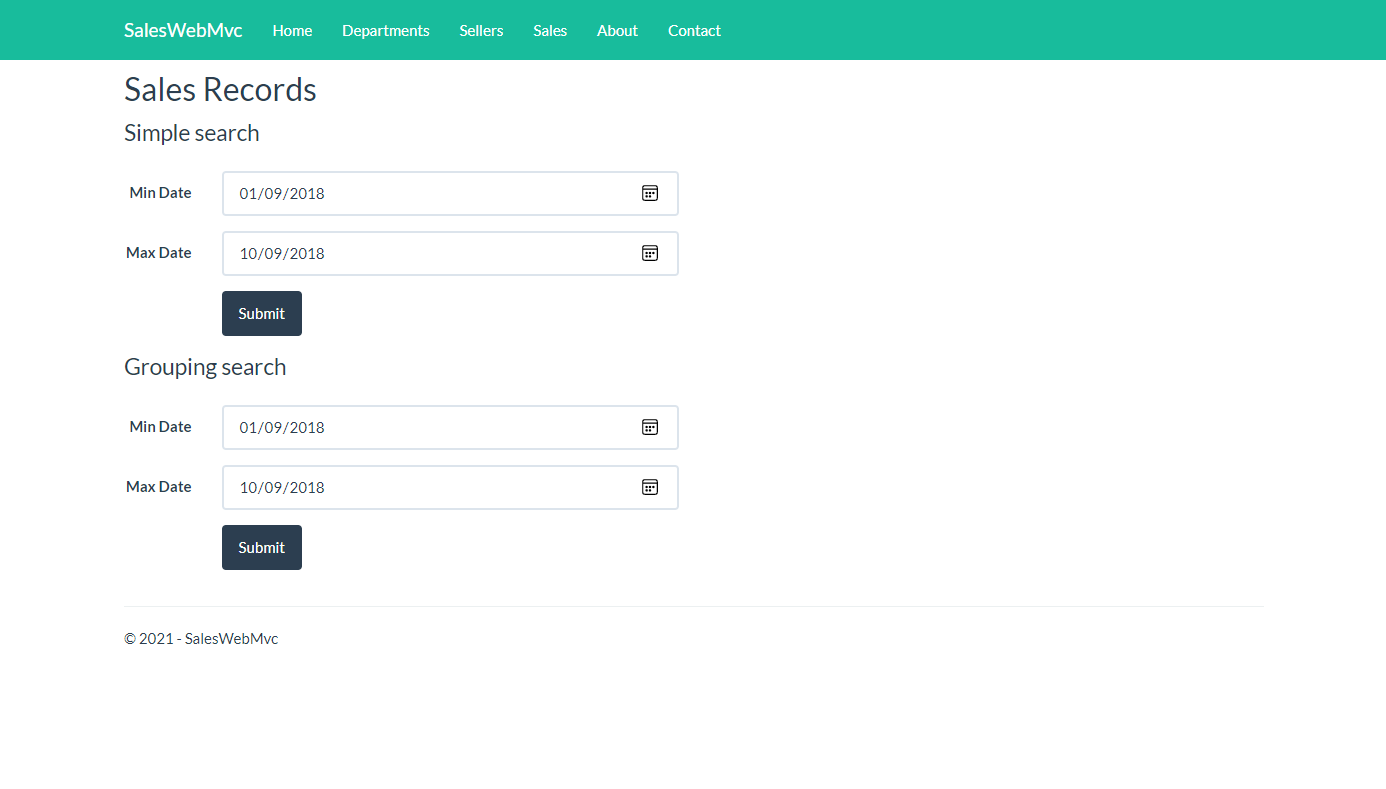 SalesWebMvc Home Departments Sellers Sales About Contact
Sales Records
Simple search
Min Date 01/09/2018
Max Date 10/09/2018
Submit
Grouping search
Min Date 01/09/2018
Max Date 10/09/2018
Submit
© 2021 - SalesWebMvc